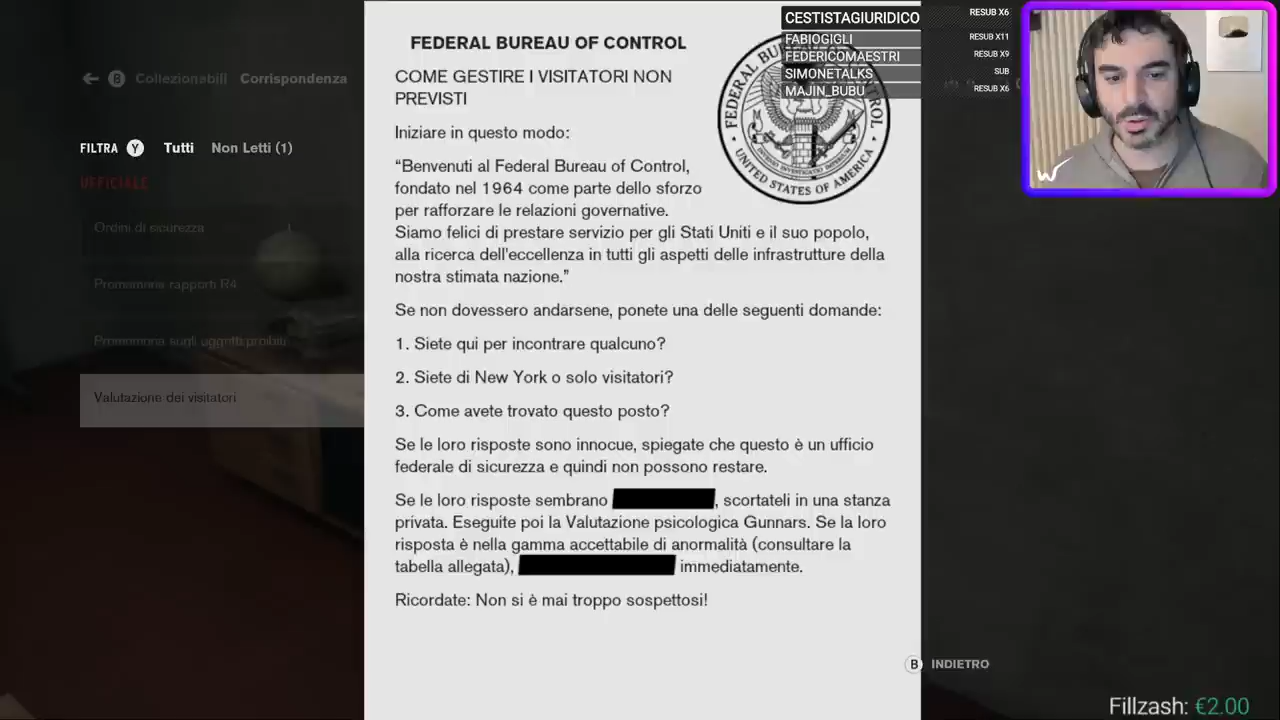 FEDERAL BUREAU OF CONTROL
COME GESTIRE I VISITATORI NON
PREVISTI
Iniziare in questo modo:
“Benvenuti al Federal Bureau of Control,
fondato nel 1964 come parte dello sforzo
per rafforzare le relazioni governative.
Siamo felici di prestare servizio per gli Stati Uniti e il suo popolo,
alla ricerca dell'eccellenza in tutti gli aspetti delle infrastrutture della
nostra stimata nazione.”
Se non dovessero andarsene, ponete una delle seguenti domande:
1. Siete qui per incontrare qualcuno?
2. Siete di New York o solo visitatori?
3. Come avete trovato questo posto?
Se le loro risposte sono innocue, spiegate che questo è un ufficio
federale di sicurezza e quindi non possono restare.
Se le loro risposte sembrano , scortateli in una stanza
privata. Eseguite poi la Valutazione psicologica Gunnars. Se la loro
risposta è nella gamma accettabile di anormalità (consultare la
tabella allegata), immediatamente.
Ricordate: Non si è mai troppo sospettosi!
B Collezionabili Corrispondenza
FILTRA Y Tutti Non Letti (1)
UFFICIALE
Ordini di sicurezza
Promemoria rapporti R4
Promemoria sugli oggetti proibiti
Valutazione dei visitatori
CESTISTAGIURIDICO
FABIOGIGLI
FEDERICOMAESTRI
SIMONETALKS
MAJIN_BUBU
RESUB X6
RESUB X11
RESUB X9
SUB
RESUB X6
UNITED STATES OF AMERICA
B INDIETRO
Fillzash: €2.00